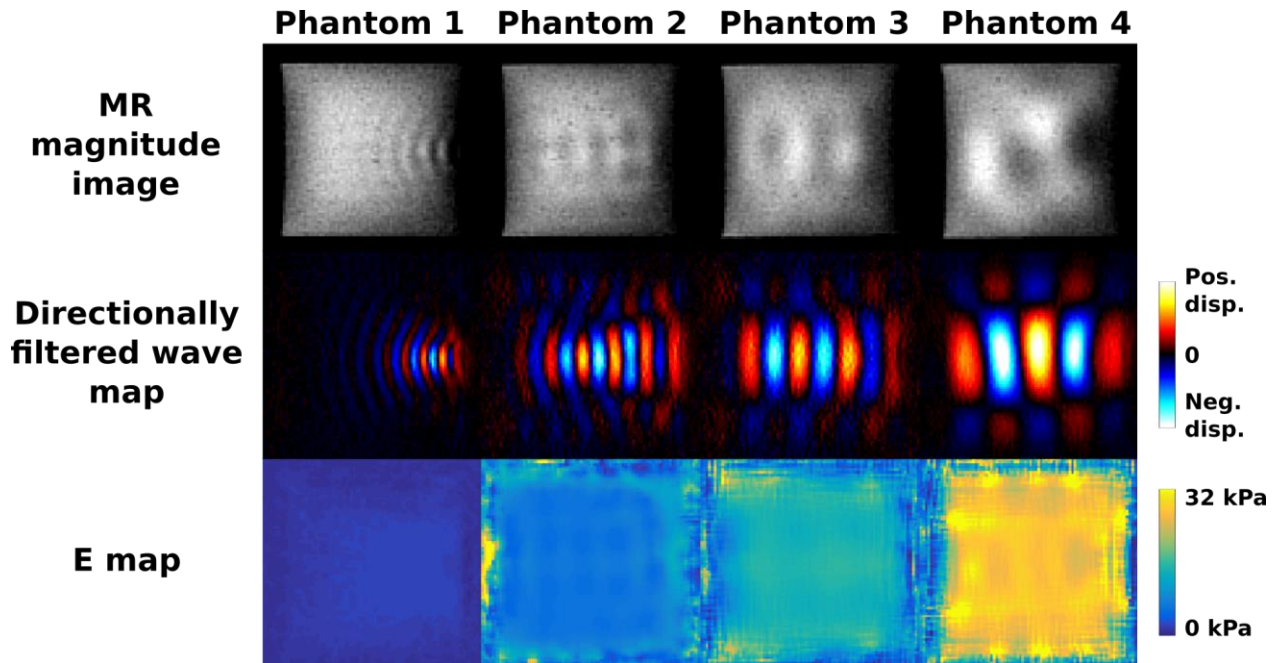 Phantom 1 Phantom 2 Phantom 3 Phantom 4
MR
magnitude
image
Directionally
filtered wave
map
Pos.
disp.
0
Neg.
disp.
E map
32 kPa
0 kPa